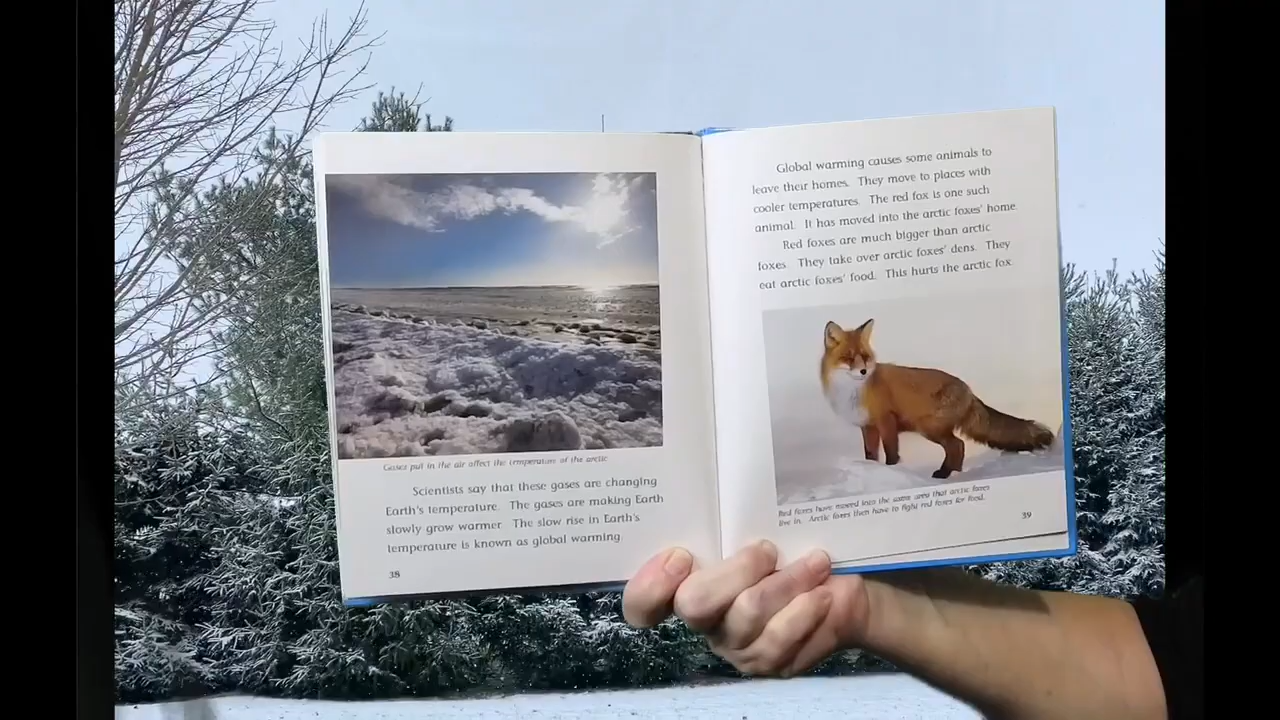 Gases put in the air affect the temperature of the arctic
Scientists say that these gases are changing
Earth's temperature. The gases are making Earth
slowly grow warmer. The slow rise in Earth's
temperature is known as global warming.
38
Global warming causes some animals to
leave their homes. They move to places with
cooler temperatures. The red fox is one such
animal. It has moved into the arctic foxes' home.
Red foxes are much bigger than arctic
foxes. They take over arctic foxes' dens. They
eat arctic foxes' food. This hurts the arctic fox.
Red foxes have moved into the same area that arctic foxes
live in. Arctic foxes then have to fight red foxes for food.
39